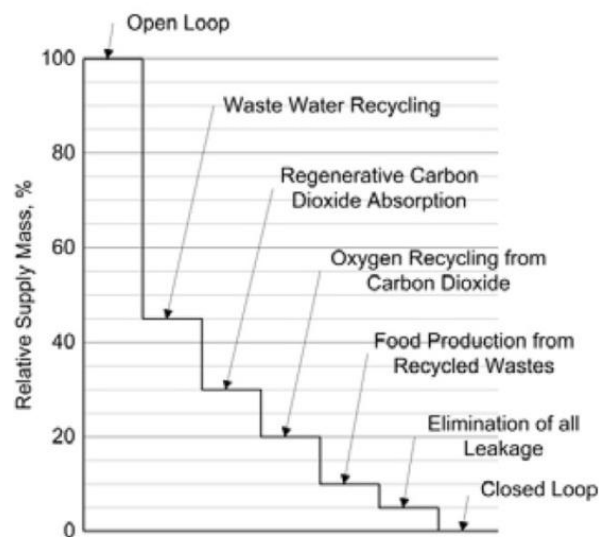 Open Loop
100
Waste Water Recycling
80
Regenerative Carbon
Dioxide Absorption
60
Oxygen Recycling from
Carbon Dioxide
40
Food Production from
Recycled Wastes
20
Elimination of all
Leakage
Closed Loop
0
Relative Supply Mass, %